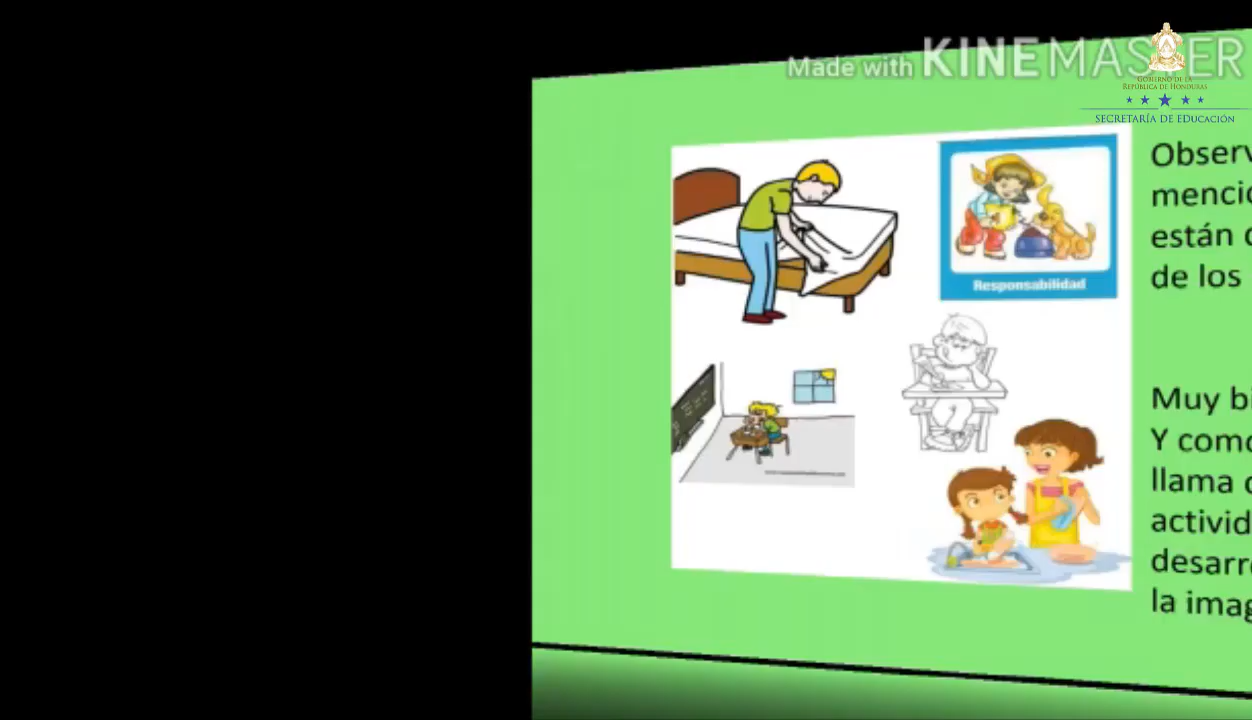 Made with KINEMASTER
GOBIERNO DE LA
REPÚBLICA DE HONDURAS
SECRETARÍA DE EDUCACIÓN
Responsabilidad
Observ
mencio
están
de los
Muy bi
Y como
llama
activid
desarro
la imag